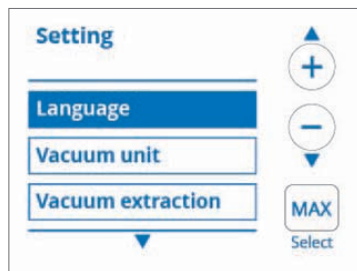 Setting
+
Language
−
Vacuum unit
Vacuum extraction
MAX
Select